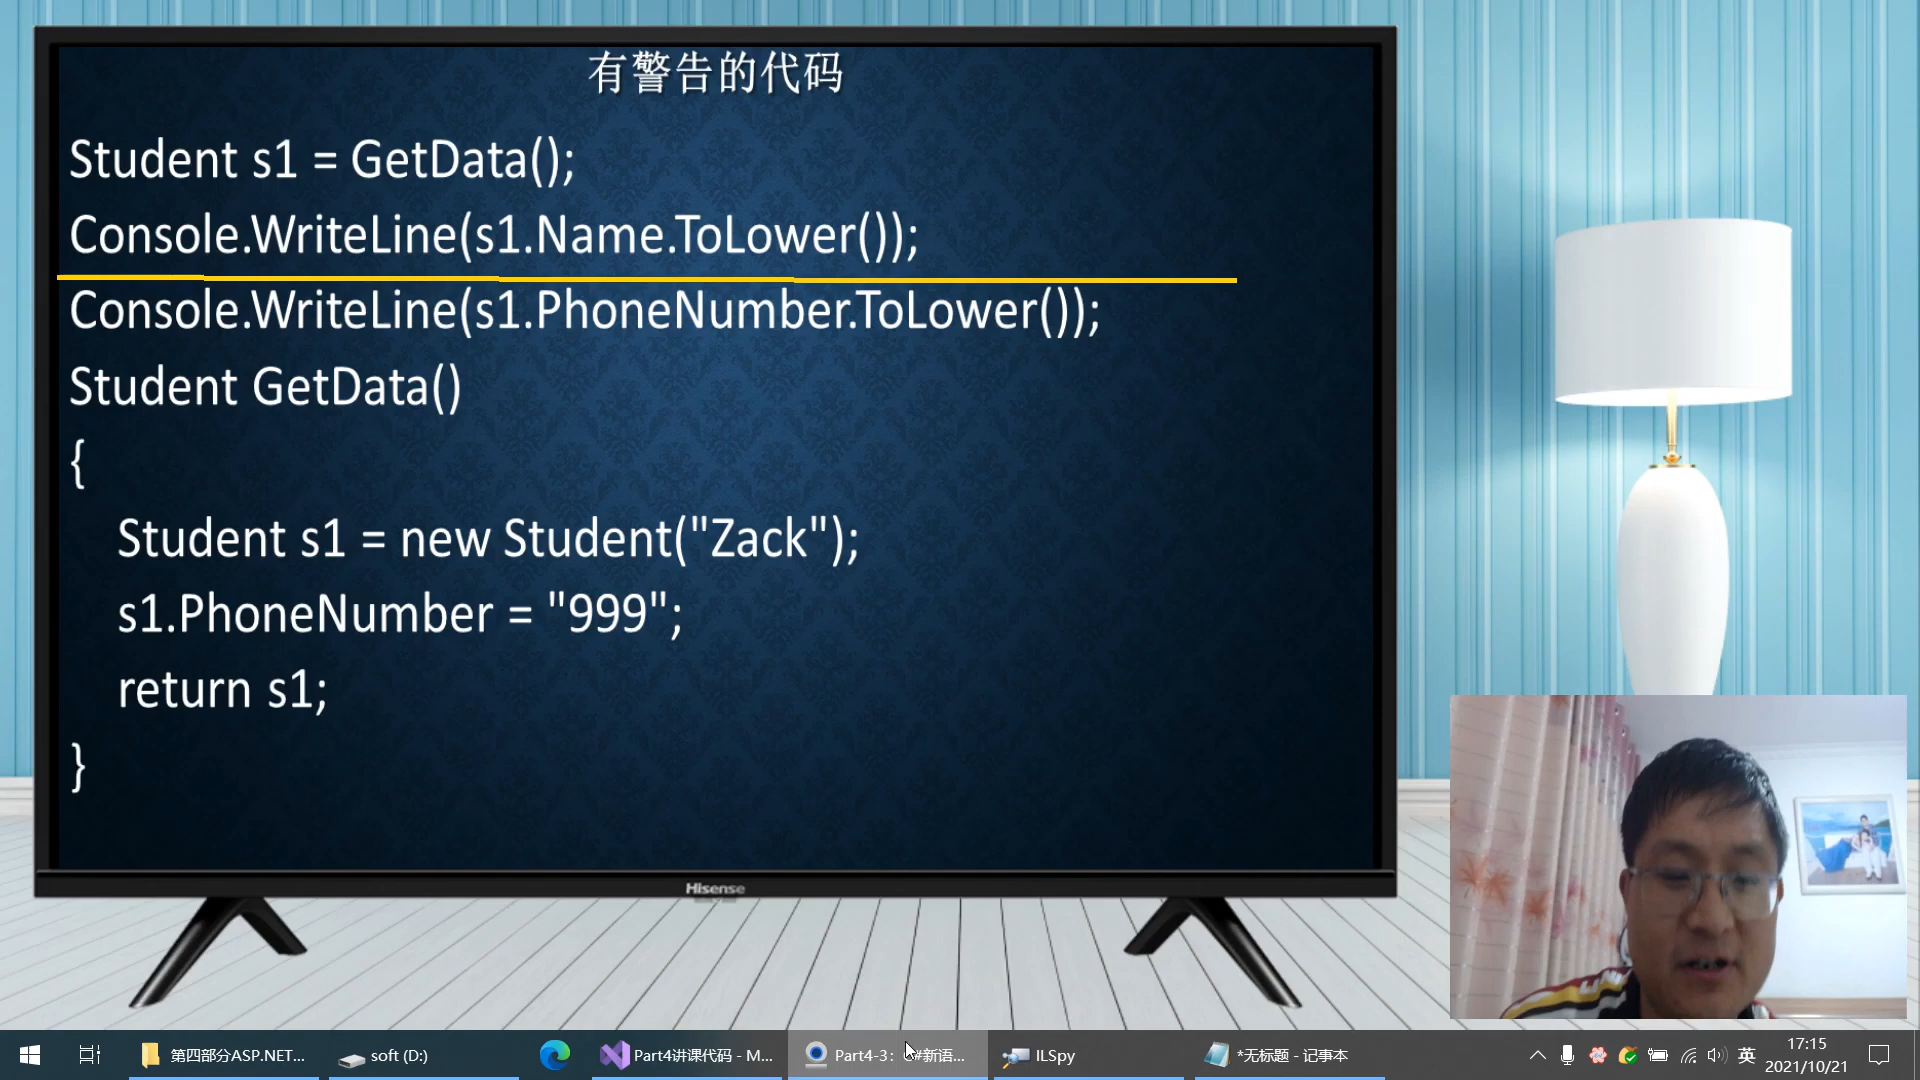 有警告的代码
Student s1 = GetData();
Console.WriteLine(s1.Name.ToLower());
Console.WriteLine(s1.PhoneNumber.ToLower());
Student GetData()
{
Student s1 = new Student("Zack");
s1.PhoneNumber = "999";
return s1;
}
Hisense
第四部分ASP.NET...
soft (D:)
Part4讲课代码 - M...
Part4-3: #新语...
ILSpy
*无标题 - 记事本
英
17:15
2021/10/21